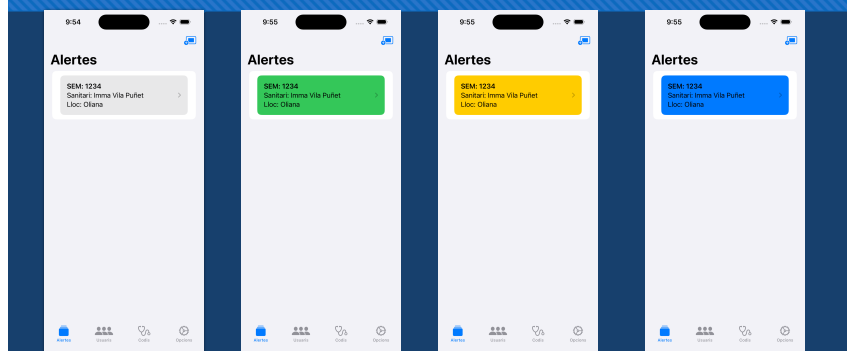 9:54
Alertes
SEM: 1234
Sanitari: Imma Vila Puñet
Lloc: Oliana
Alertes Usuaris Codis Opcions
9:55
Alertes
SEM: 1234
Sanitari: Imma Vila Puñet
Lloc: Oliana
Alertes Usuaris Codis Opcions
9:55
Alertes
SEM: 1234
Sanitari: Imma Vila Puñet
Lloc: Oliana
Alertes Usuaris Codis Opcions
9:55
Alertes
SEM: 1234
Sanitari: Imma Vila Puñet
Lloc: Oliana
Alertes Usuaris Codis Opcions